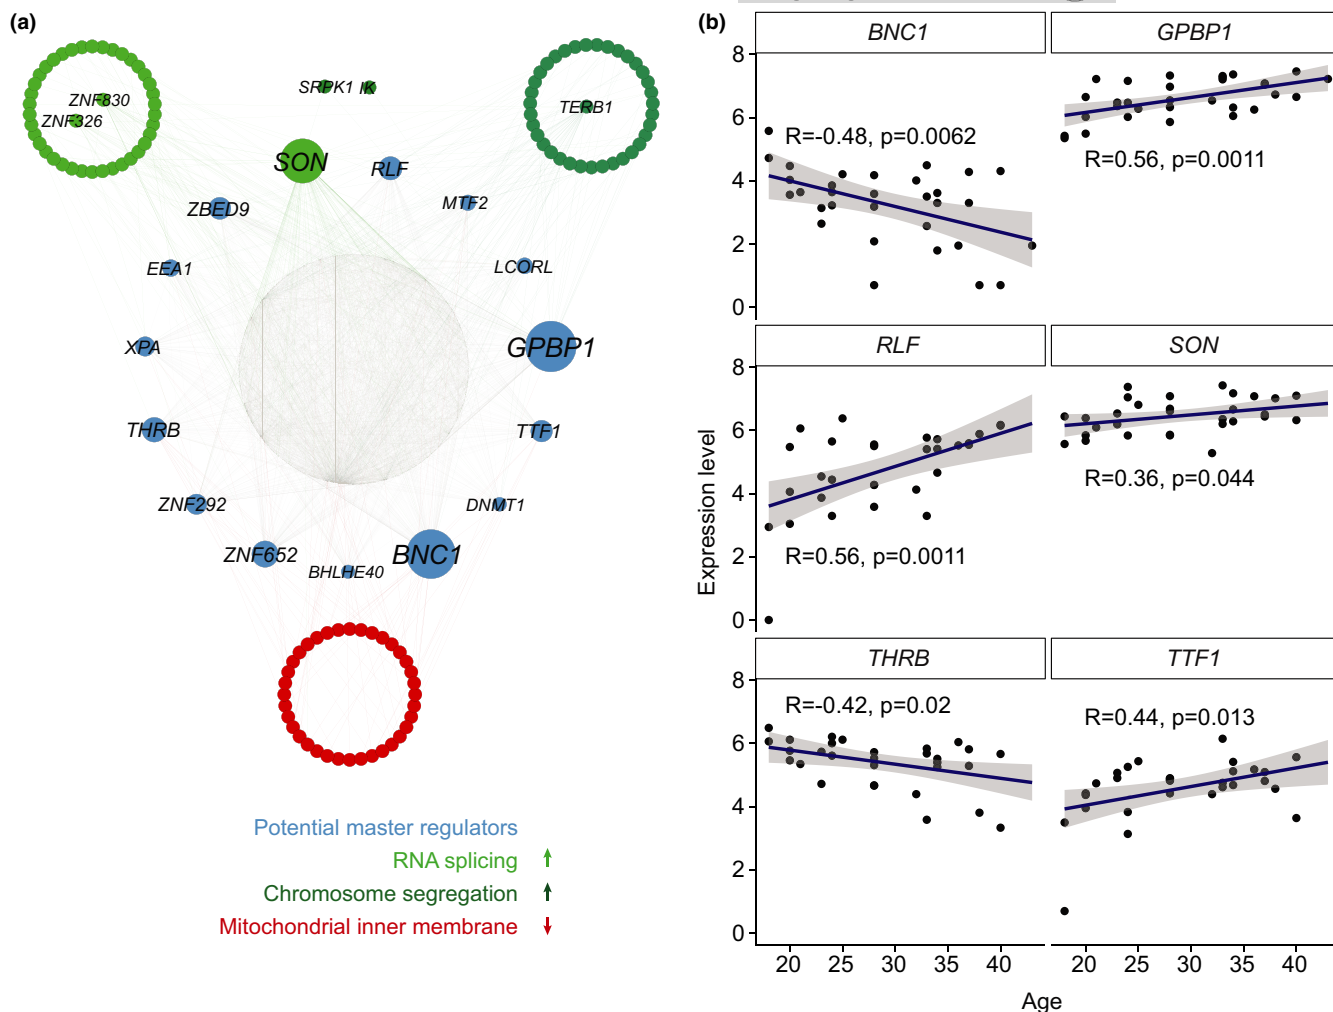 (a)
ZNF830
ZNF326
SRPK1 IK
TERB1
SON
RLF
ZBED9
MTF2
EEA1
LCORL
XPA
GPBP1
THRB
TTF1
ZNF292
DNMT1
ZNF652
BNC1
BHLHE40
Potential master regulators
RNA splicing
Chromosome segregation
Mitochondrial inner membrane
(b)
BNC1
GPBP1
8
6
4
2
0
R=-0.48, p=0.0062
R=0.56, p=0.0011
RLF
SON
8
6
4
2
0
R=0.56, p=0.0011
R=0.36, p=0.044
THRB
TTF1
8
6
4
2
0
R=-0.42, p=0.02
R=0.44, p=0.013
Expression level
20 25 30 35 40
20 25 30 35 40
Age